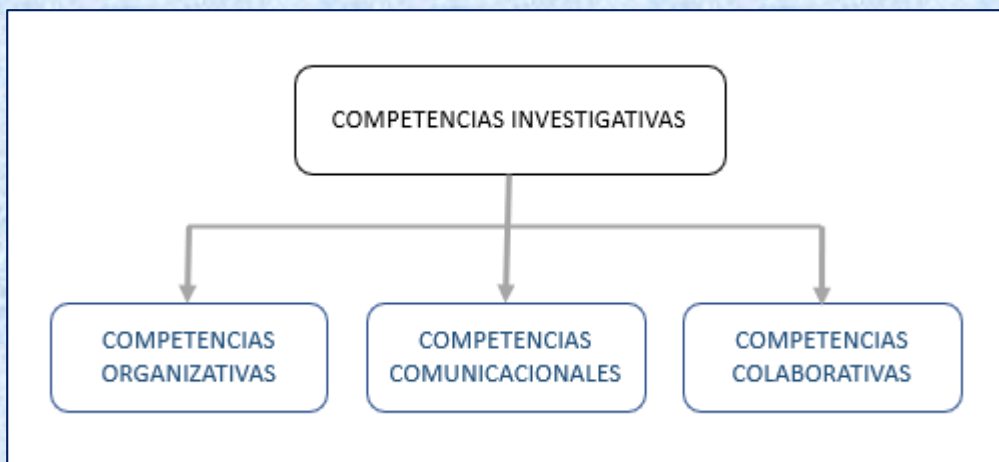 COMPETENCIAS INVESTIGATIVAS
COMPETENCIAS
ORGANIZATIVAS
COMPETENCIAS
COMUNICACIONALES
COMPETENCIAS
COLABORATIVAS